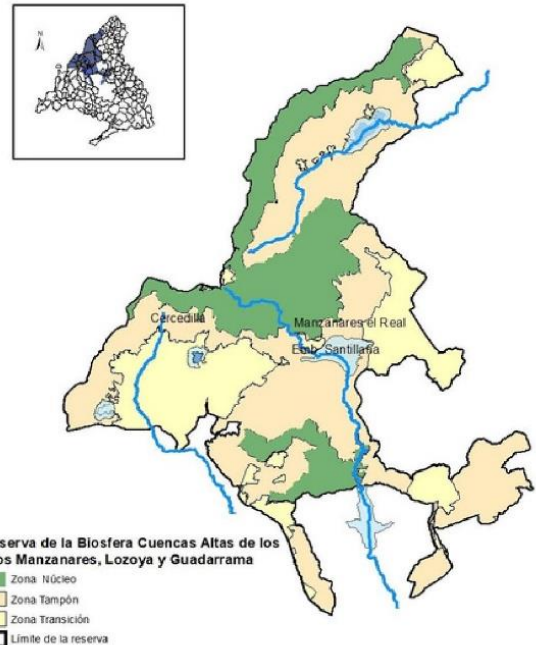 N
Cercedilla
Manzanares el Real
Emb. Santillana
serva de la Biosfera Cuencas Altas de los
os Manzanares, Lozoya y Guadarrama
Zona Núcleo
Zona Tampón
Zona Transición
Límite de la reserva